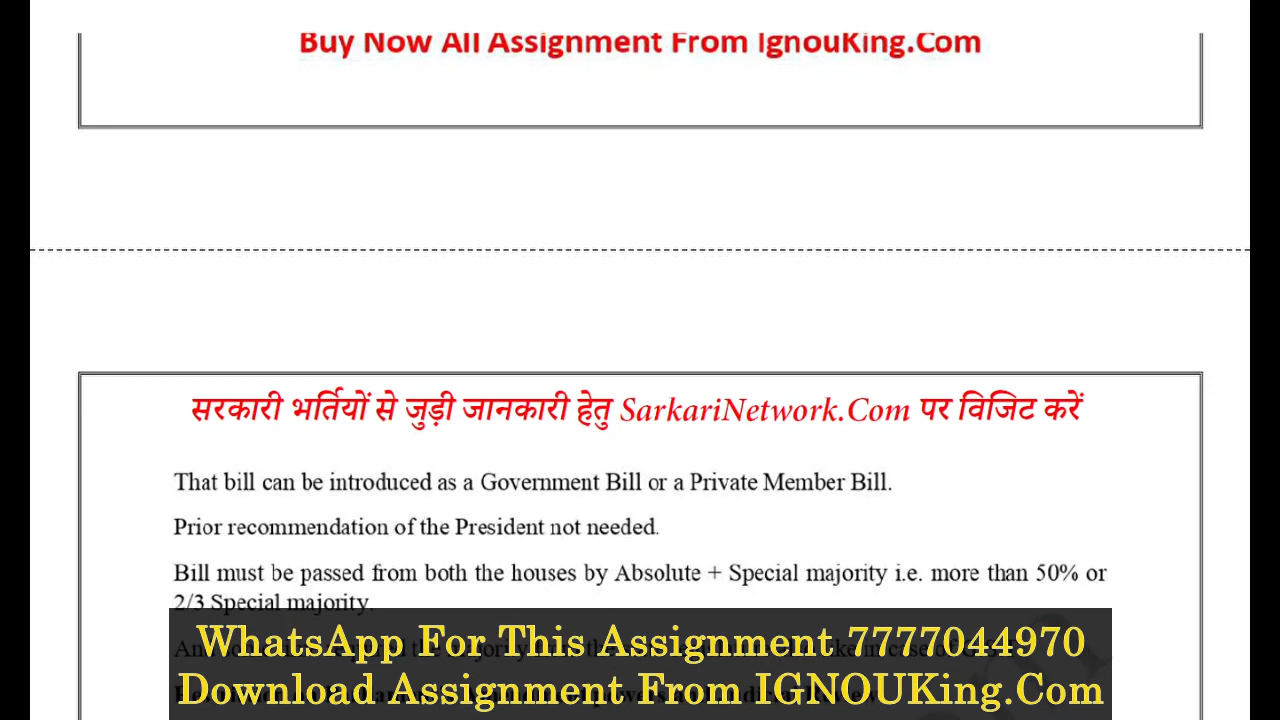 Buy Now All Assignment From IgnouKing.Com
सरकारी भर्तियों से जुड़ी जानकारी हेतु SarkariNetwork.Com पर विजिट करें
That bill can be introduced as a Government Bill or a Private Member Bill.
Prior recommendation of the President not needed.
Bill must be passed from both the houses by Absolute + Special majority i.e. more than 50% or
2/3 Special majority.
WhatsApp For This Assignment 7777044970
Download Assignment From IGNOUKing.Com